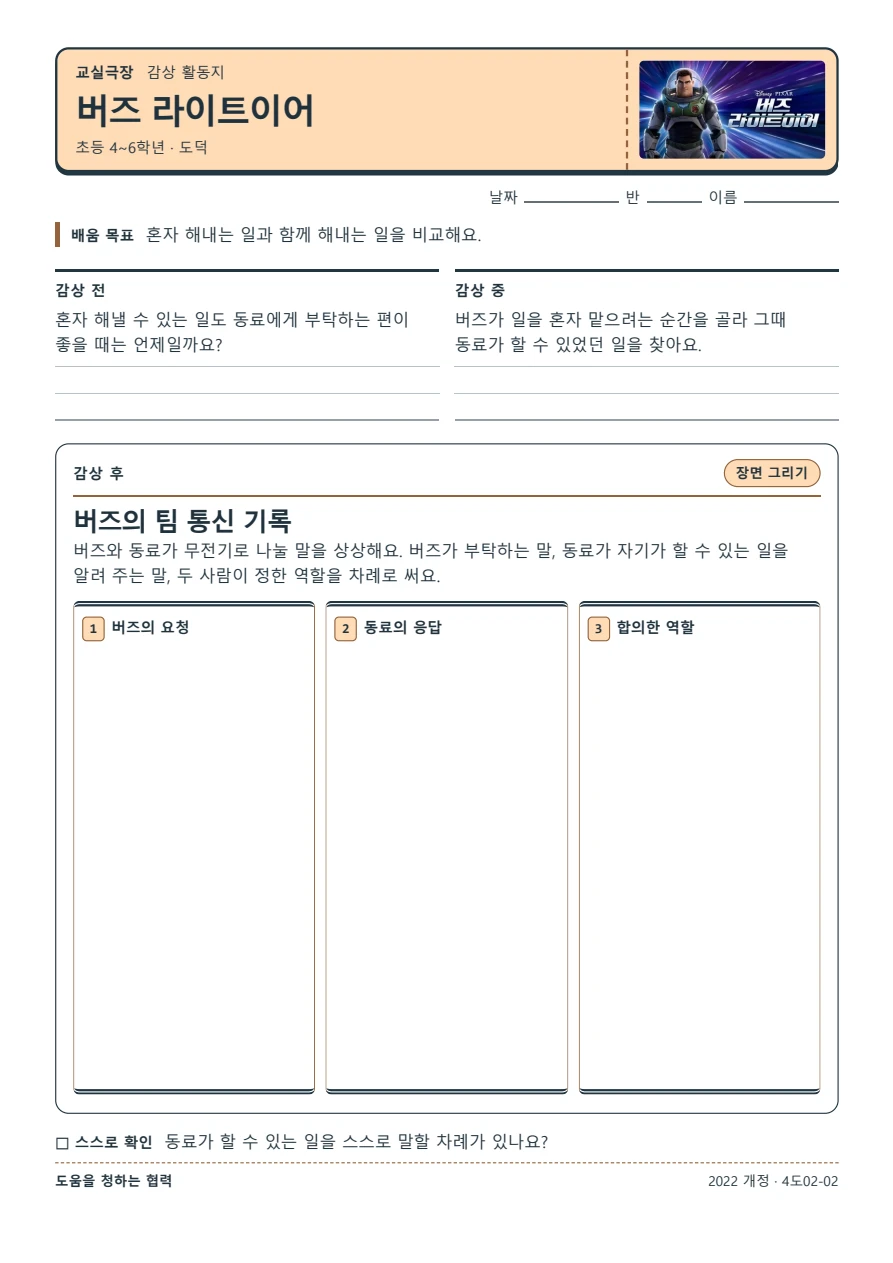 교실극장 감상 활동지
버즈 라이트이어
초등 4~6학년 · 도덕
Disney PIXAR
버즈
라이트이어
날짜 반 이름
배움 목표 혼자 해내는 일과 함께 해내는 일을 비교해요.
감상 전
혼자 해낼 수 있는 일도 동료에게 부탁하는 편이
좋을 때는 언제일까요?
감상 중
버즈가 일을 혼자 맡으려는 순간을 골라 그때
동료가 할 수 있었던 일을 찾아요.
감상 후
장면 그리기
버즈의 팀 통신 기록
버즈와 동료가 무전기로 나눌 말을 상상해요. 버즈가 부탁하는 말, 동료가 자기가 할 수 있는 일을
알려 주는 말, 두 사람이 정한 역할을 차례로 써요.
1 버즈의 요청
2 동료의 응답
3 합의한 역할
□ 스스로 확인 동료가 할 수 있는 일을 스스로 말할 차례가 있나요?
도움을 청하는 협력
2022 개정 · 4도02-02